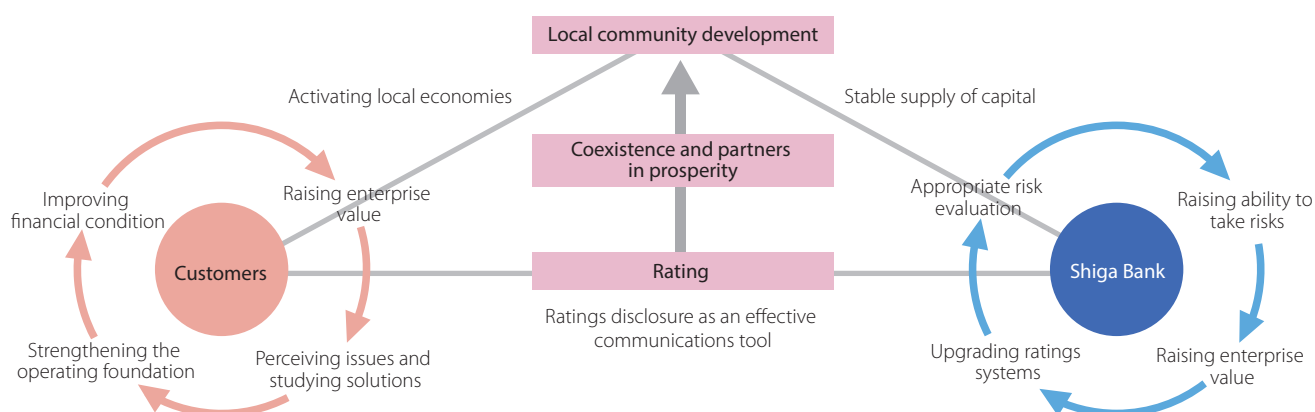 Local community development
Activating local economies
Stable supply of capital
Coexistence and partners
in prosperity
Improving
financial condition
Raising enterprise
value
Appropriate risk
evaluation
Raising ability to
take risks
Customers
Rating
Shiga Bank
Ratings disclosure as an effective
communications tool
Strengthening the
operating foundation
Perceiving issues and
studying solutions
Upgrading ratings
systems
Raising enterprise
value